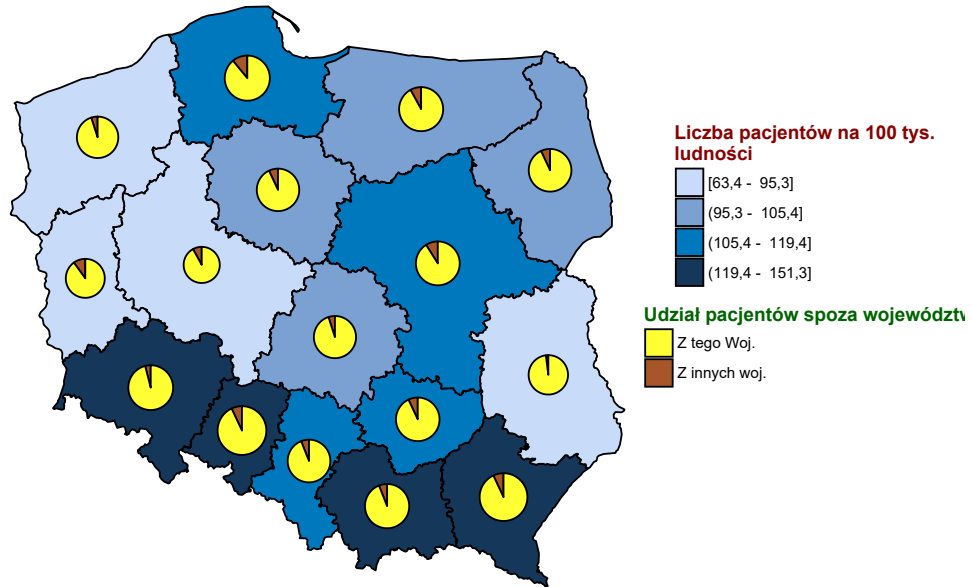 Liczba pacjentów na 100 tys.
ludności
[63,4 - 95,3]
(95,3 - 105,4]
(105,4 - 119,4]
(119,4 - 151,3]
Udział pacjentów spoza województw
Z tego Woj.
Z innych woj.